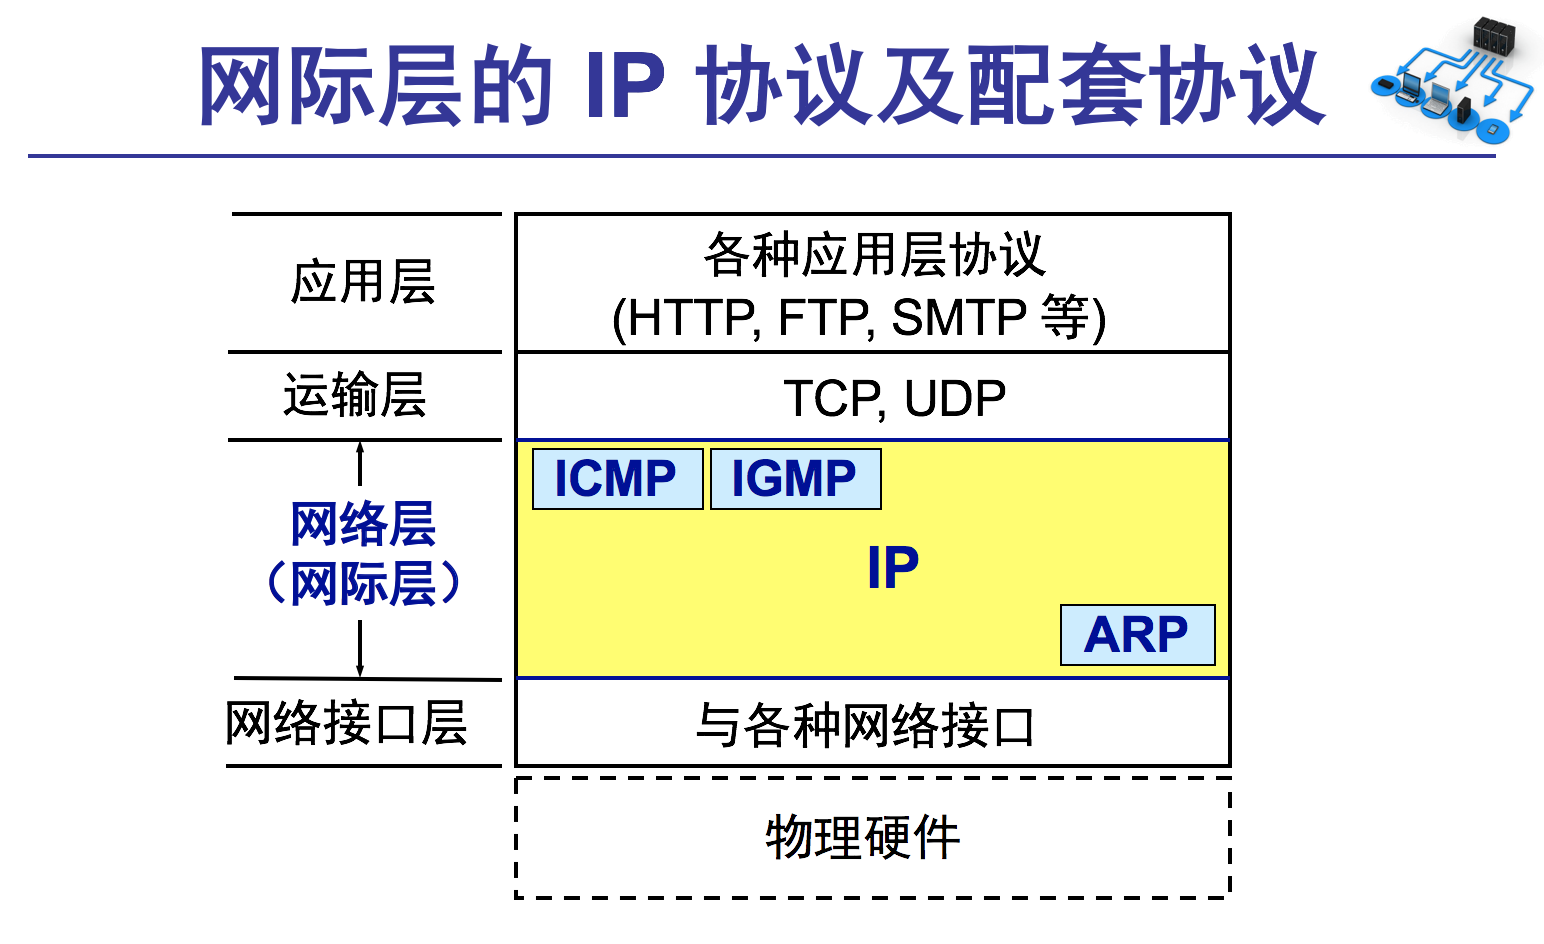 网际层的 IP 协议及配套协议
应用层
各种应用层协议
(HTTP, FTP, SMTP 等)
运输层
TCP, UDP
网络层
（网际层）
ICMP
IGMP
IP
ARP
网络接口层
与各种网络接口
物理硬件